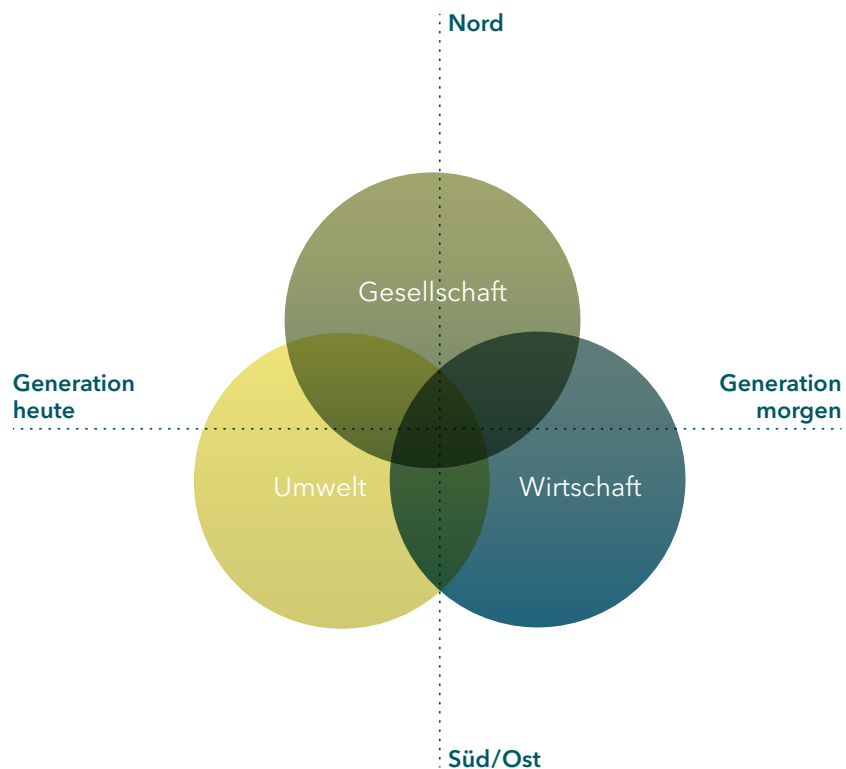 Nord
Gesellschaft
Generation
heute
Generation
morgen
Umwelt
Wirtschaft
Süd/Ost